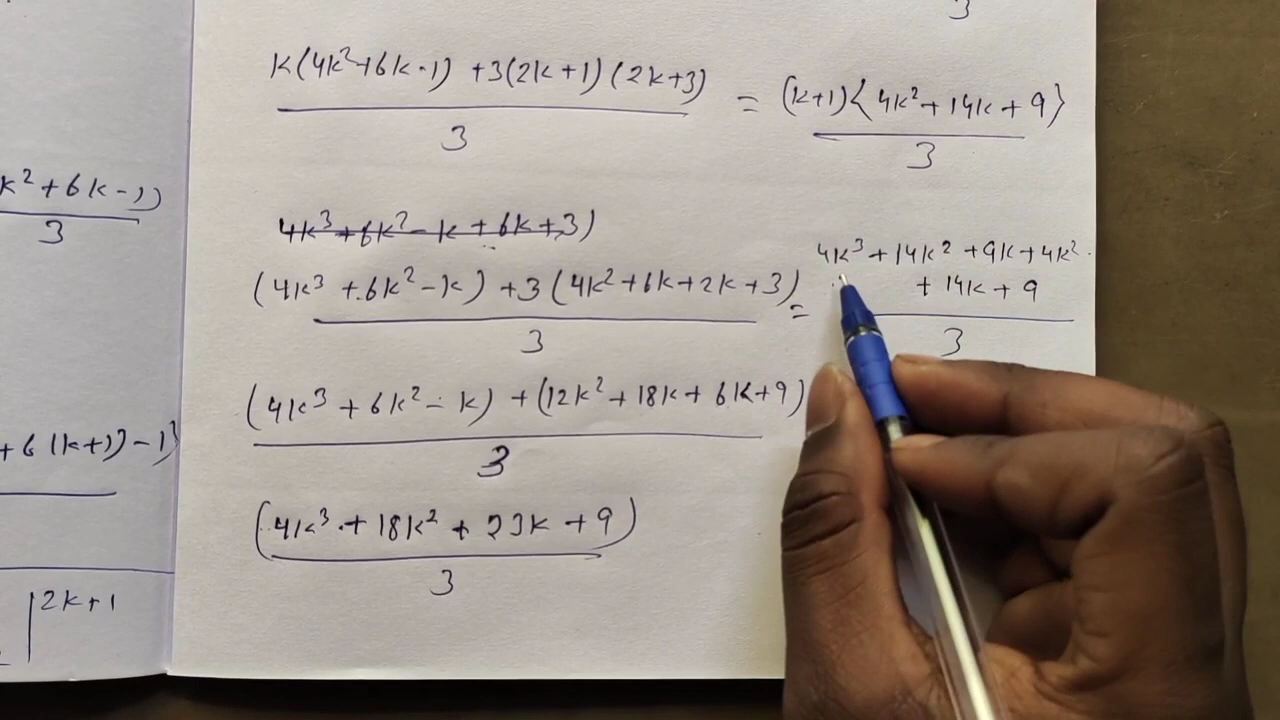 3
k(4k²+6k-1) +3(2k+1)(2k+3)
3
= (k+1){4k²+14k+9}
3
k²+6k-1)
3
4k³+6k²-k+6k+3)
(4k³+6k²-k)+3(4k²+6k+2k+3)
3
= 4k³+14k²+9k+4k²
+14k+9
3
(4k³+6k²-k)+(12k²+18k+6k+9)
3
+6(k+1)-1}
(4k³+18k²+23k+9)
3
2k+1